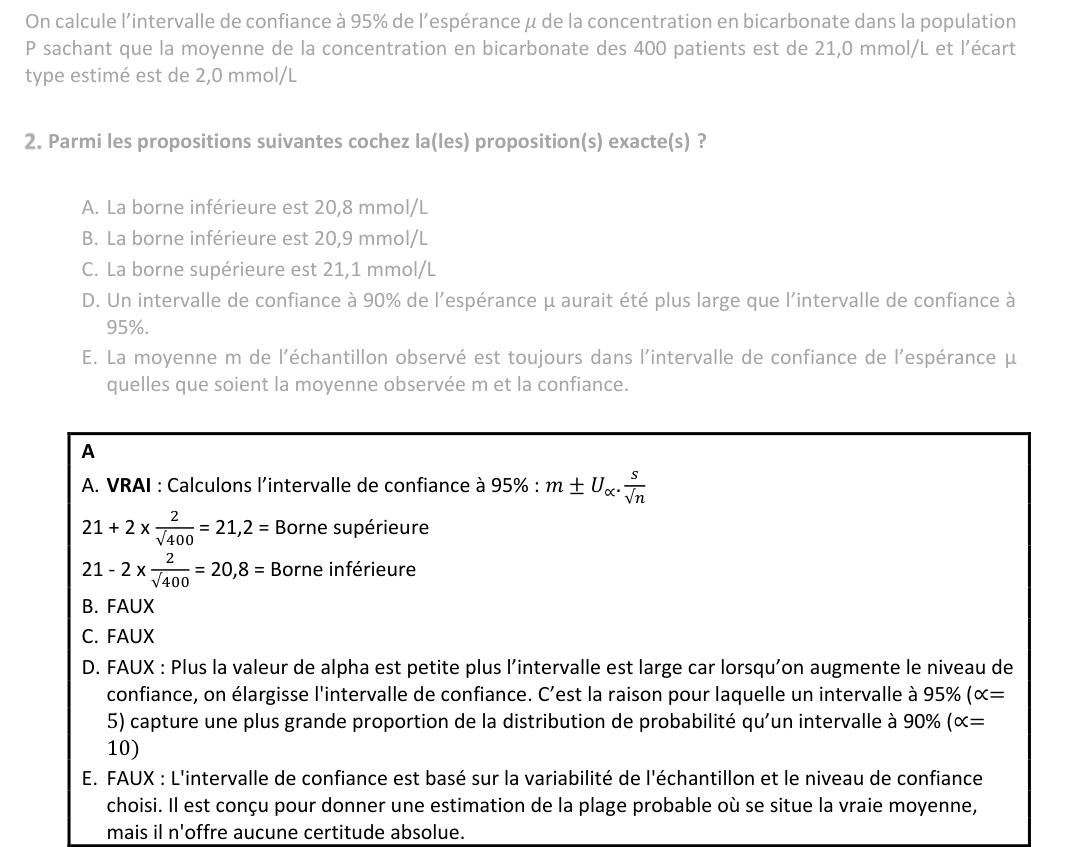 On calcule l’intervalle de confiance à 95% de l’espérance μ de la concentration en bicarbonate dans la population
P sachant que la moyenne de la concentration en bicarbonate des 400 patients est de 21,0 mmol/L et l’écart
type estimé est de 2,0 mmol/L
2. Parmi les propositions suivantes cochez la(les) proposition(s) exacte(s) ?
A. La borne inférieure est 20,8 mmol/L
B. La borne inférieure est 20,9 mmol/L
C. La borne supérieure est 21,1 mmol/L
D. Un intervalle de confiance à 90% de l’espérance μ aurait été plus large que l’intervalle de confiance à
95%.
E. La moyenne m de l’échantillon observé est toujours dans l’intervalle de confiance de l’espérance μ
quelles que soient la moyenne observée m et la confiance.
A
A. VRAI : Calculons l’intervalle de confiance à 95% : m ± U∝. s/√n
21 + 2 x 2/√400 = 21,2 = Borne supérieure
21 - 2 x 2/√400 = 20,8 = Borne inférieure
B. FAUX
C. FAUX
D. FAUX : Plus la valeur de alpha est petite plus l’intervalle est large car lorsqu’on augmente le niveau de
confiance, on élargisse l'intervalle de confiance. C’est la raison pour laquelle un intervalle à 95% (∝=
5) capture une plus grande proportion de la distribution de probabilité qu’un intervalle à 90% (∝=
10)
E. FAUX : L'intervalle de confiance est basé sur la variabilité de l'échantillon et le niveau de confiance
choisi. Il est conçu pour donner une estimation de la plage probable où se situe la vraie moyenne,
mais il n'offre aucune certitude absolue.